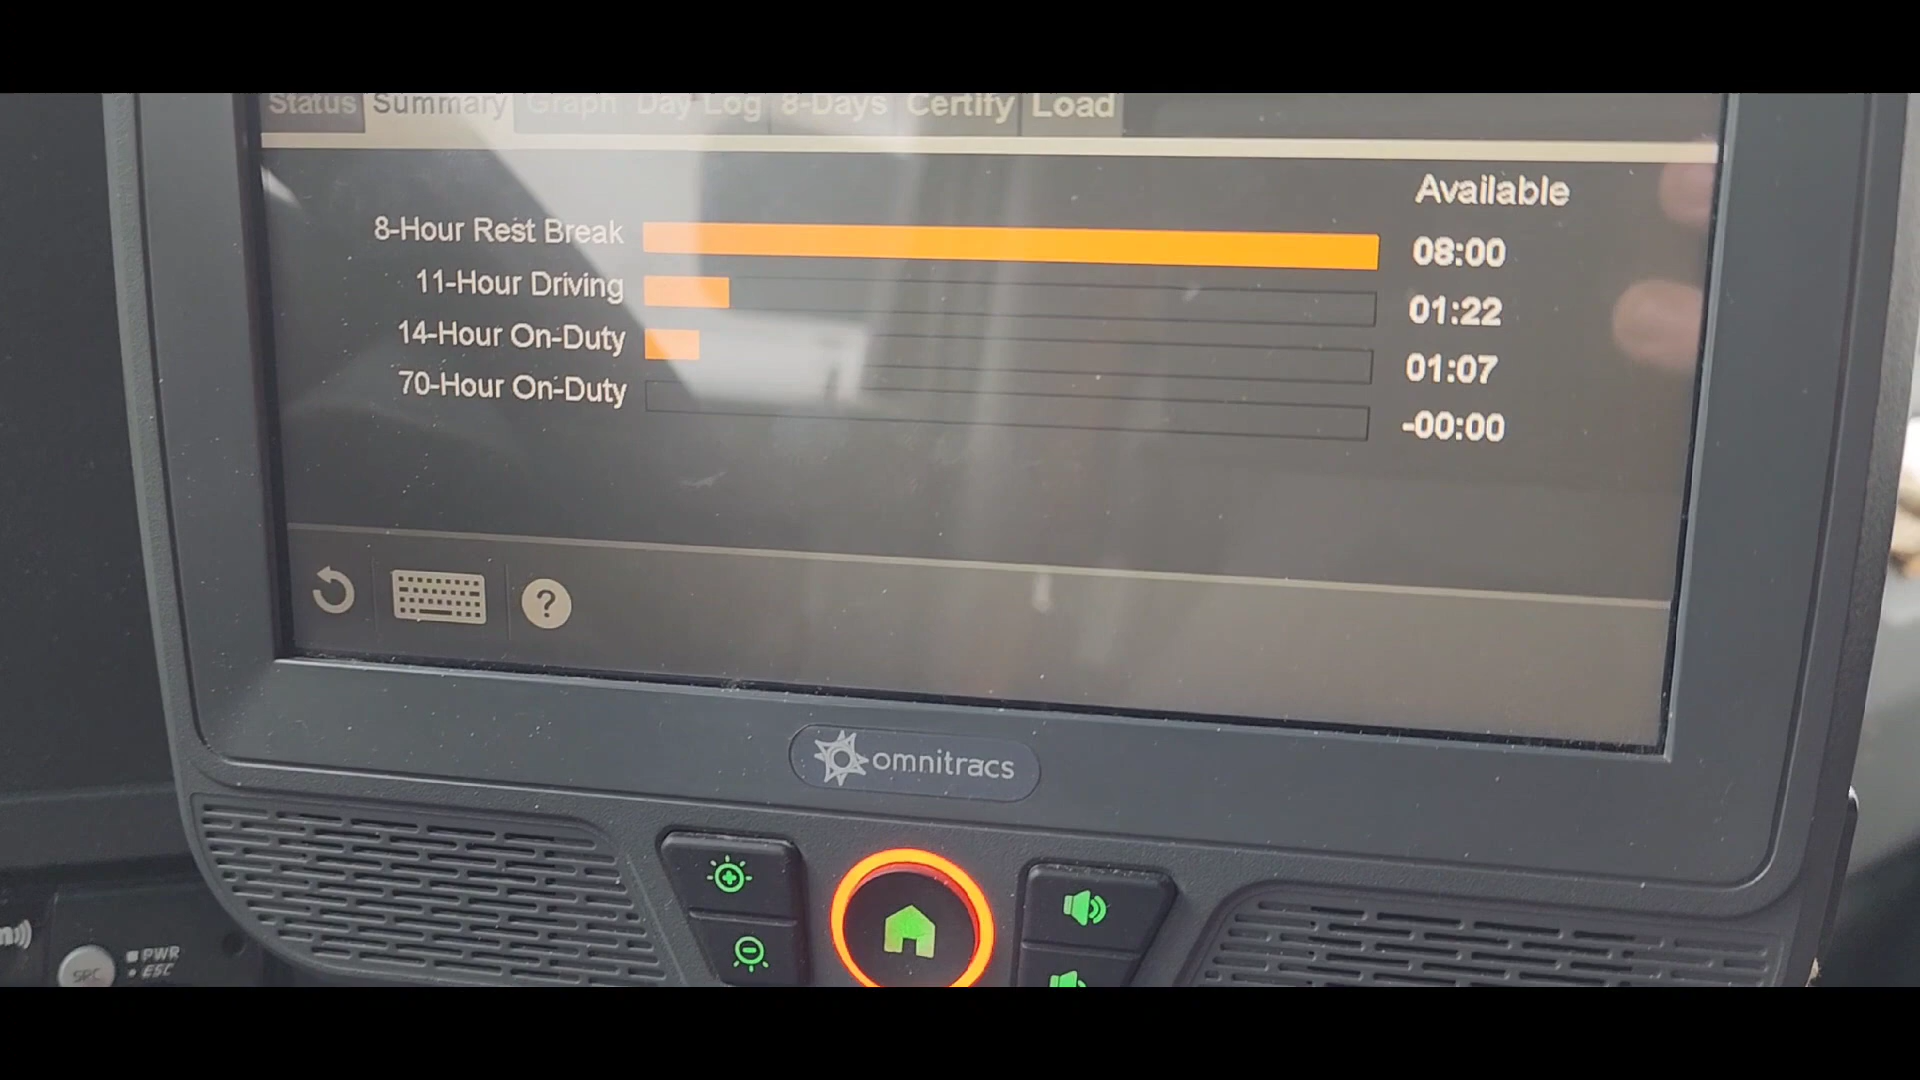 Status Summary Graph Day Log 8-Days Certify Load
Available
8-Hour Rest Break 08:00
11-Hour Driving 01:22
14-Hour On-Duty 01:07
70-Hour On-Duty -00:00
?
omnitracs
PWR
SRC
ESC